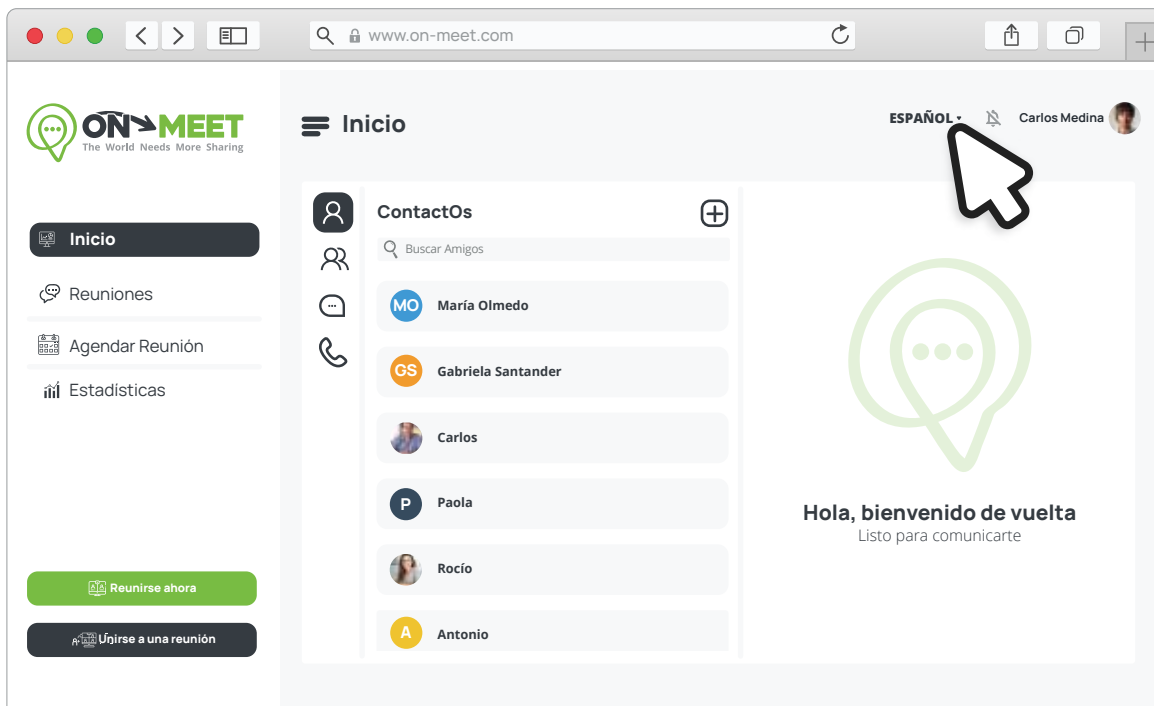 www.on-meet.com
ON MEET
The World Needs More Sharing
Inicio
ESPAÑOL
Carlos Medina
Inicio
Reuniones
Agendar Reunión
Estadísticas
Reunirse ahora
Unirse a una reunión
ContactOs
Buscar Amigos
MO María Olmedo
GS Gabriela Santander
Carlos
P Paola
Rocío
A Antonio
Hola, bienvenido de vuelta
Listo para comunicarte